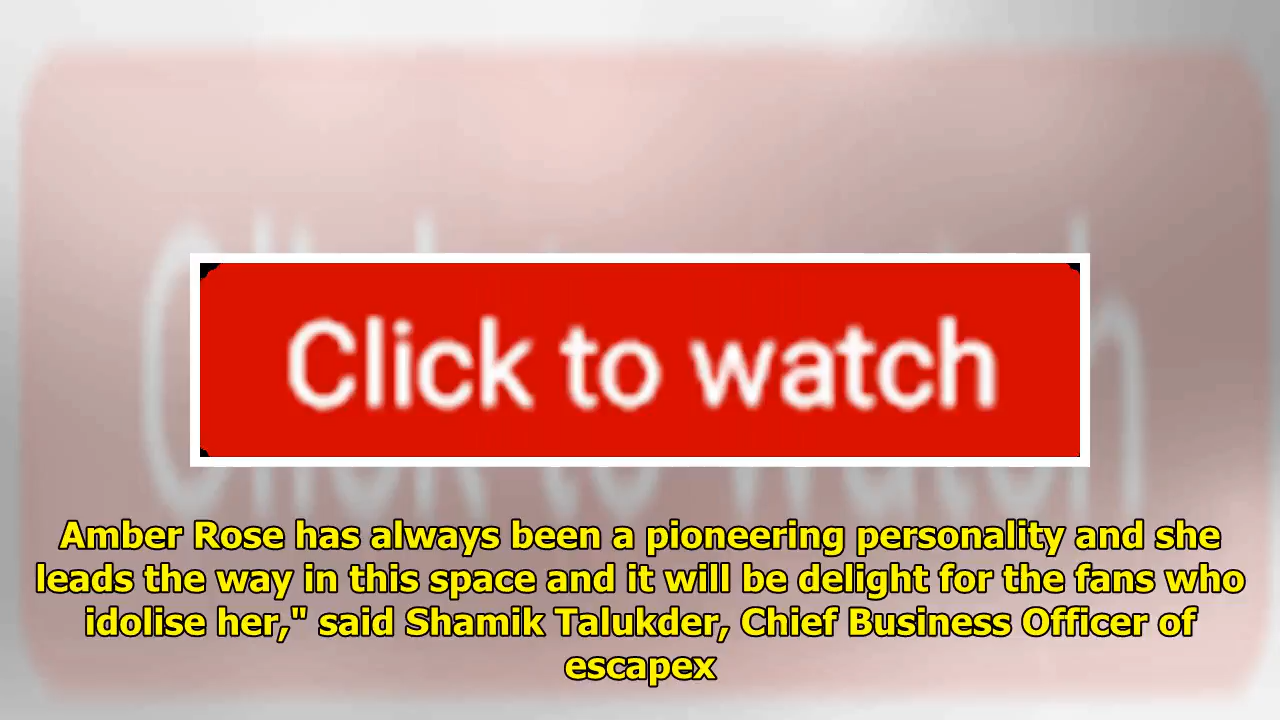 Click to watch
Amber Rose has always been a pioneering personality and she
leads the way in this space and it will be delight for the fans who
idolise her," said Shamik Talukder, Chief Business Officer of
escapex